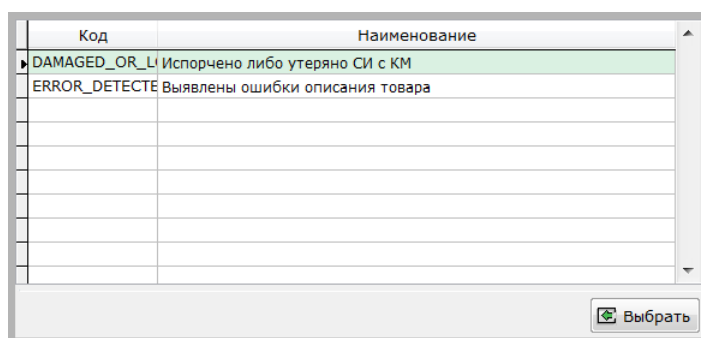 Код Наименование
DAMAGED_OR_L Испорчено либо утеряно СИ с КМ
ERROR_DETECTE Выявлены ошибки описания товара
Выбрать